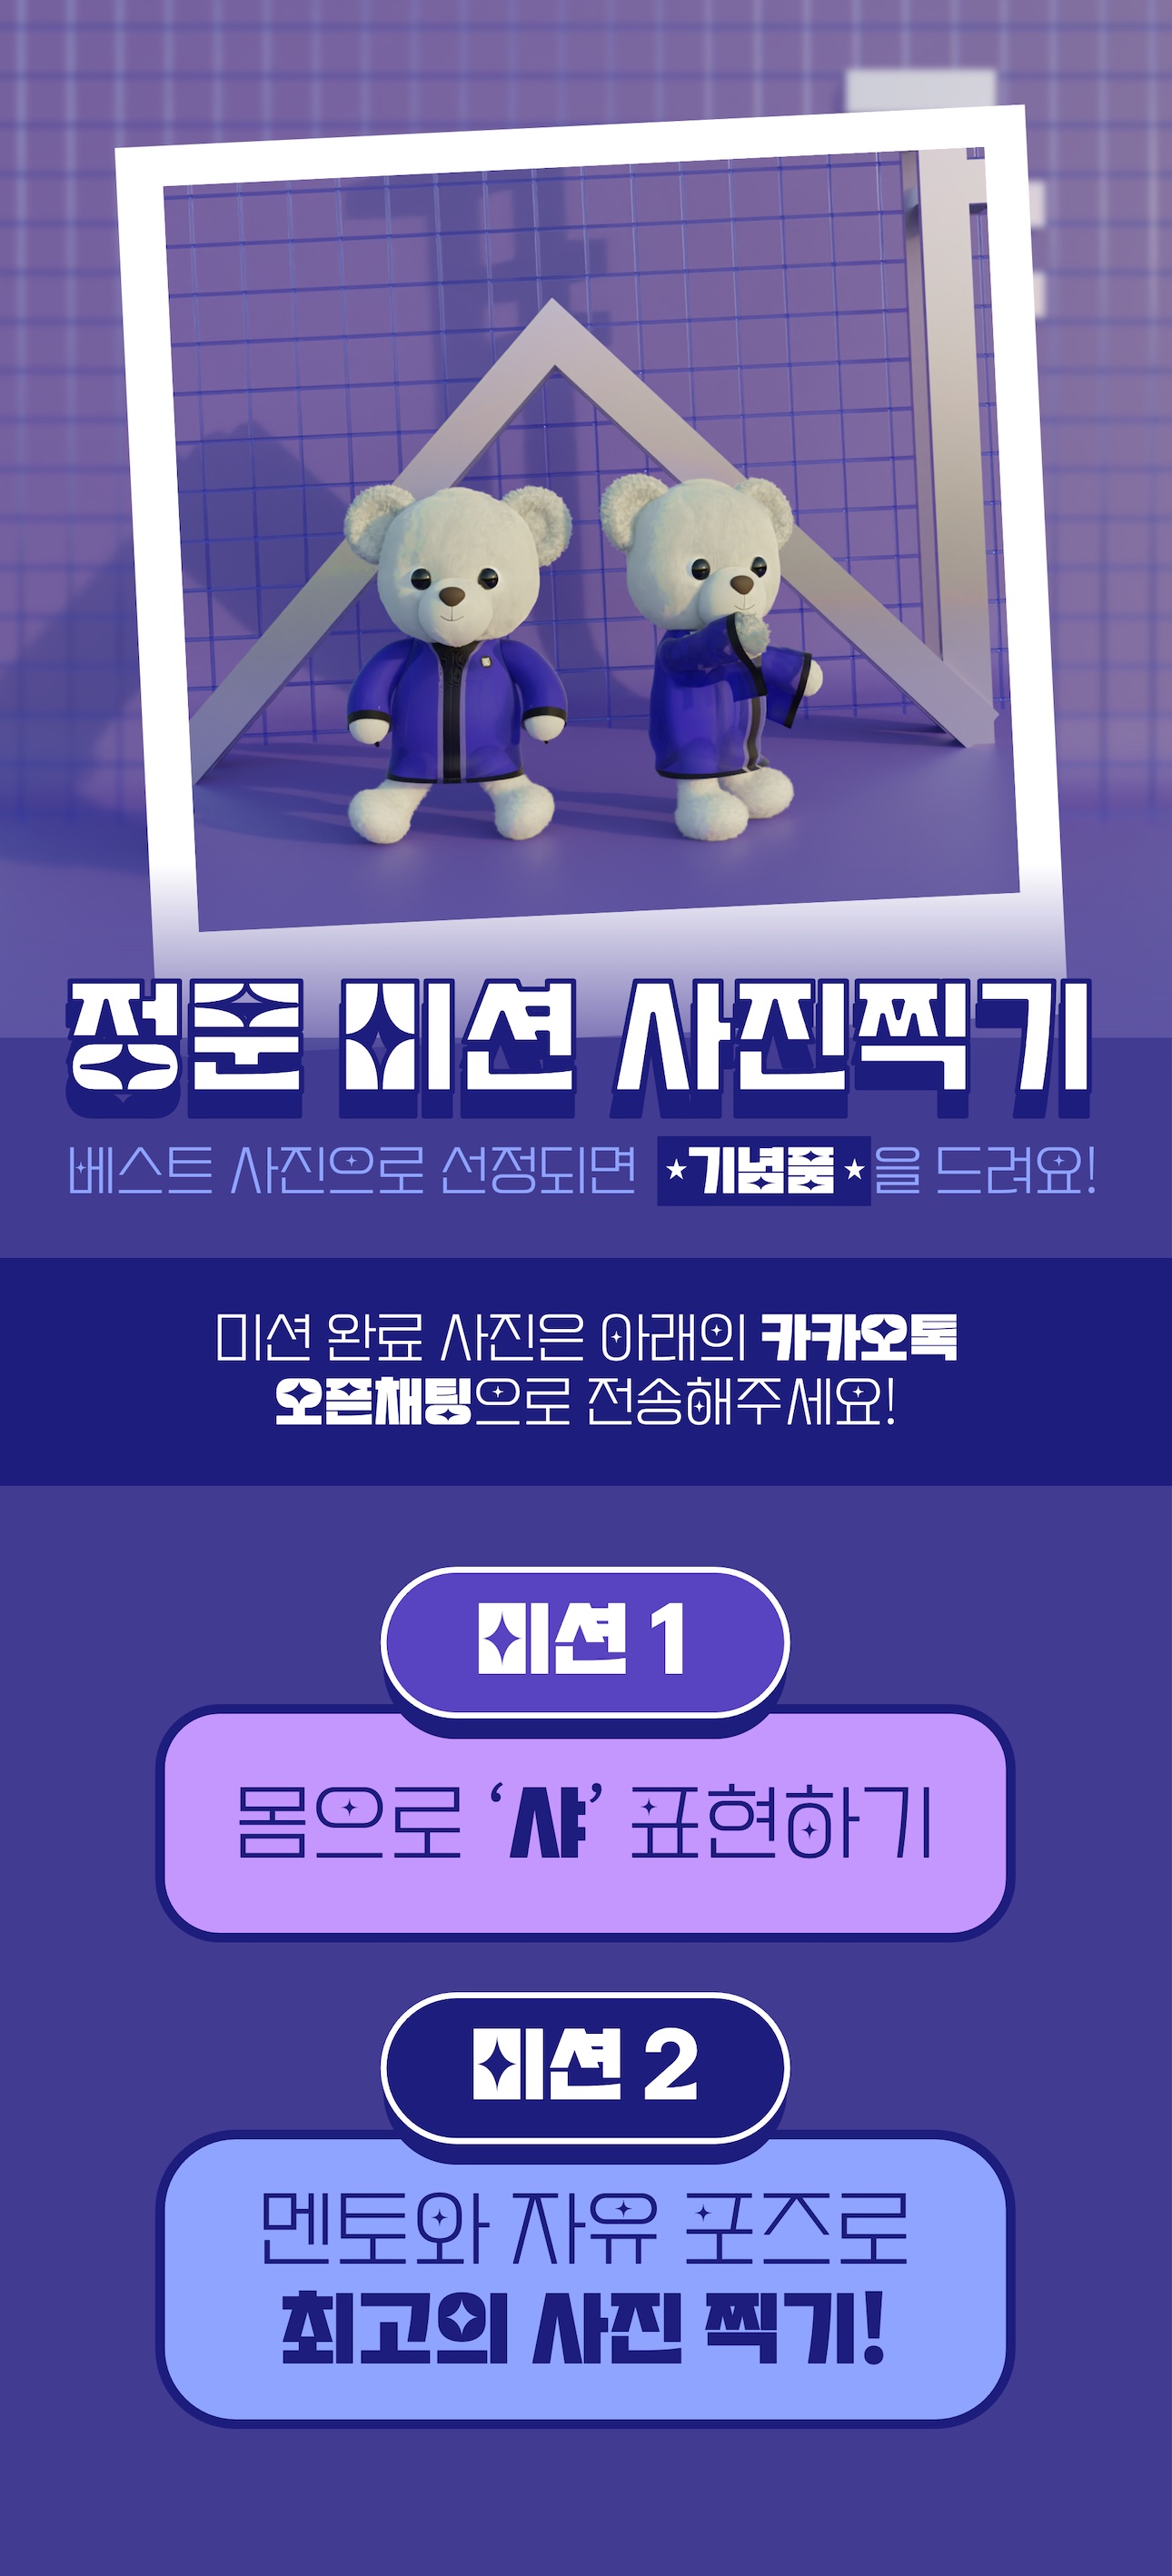 정문 미션 사진찍기
베스트 사진으로 선정되면 ★기념품★을 드려요!
미션 완료 사진은 아래의 카카오톡
오픈채팅으로 전송해주세요!
미션 1
몸으로 ‘샤’ 표현하기
미션 2
멘토와 자유 포즈로
최고의 사진 찍기!